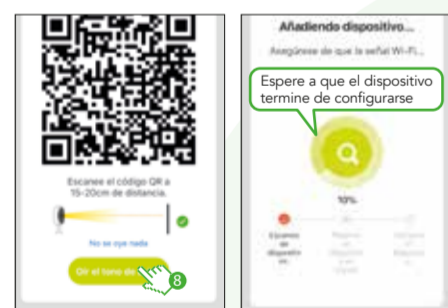 Escanee el código QR a
15-20cm de distancia.
No se oye nada
Oír el tono de
8
Añadiendo dispositivo...
Asegúrese de que la señal Wi-Fi...
Espere a que el dispositivo
termine de configurarse
10%